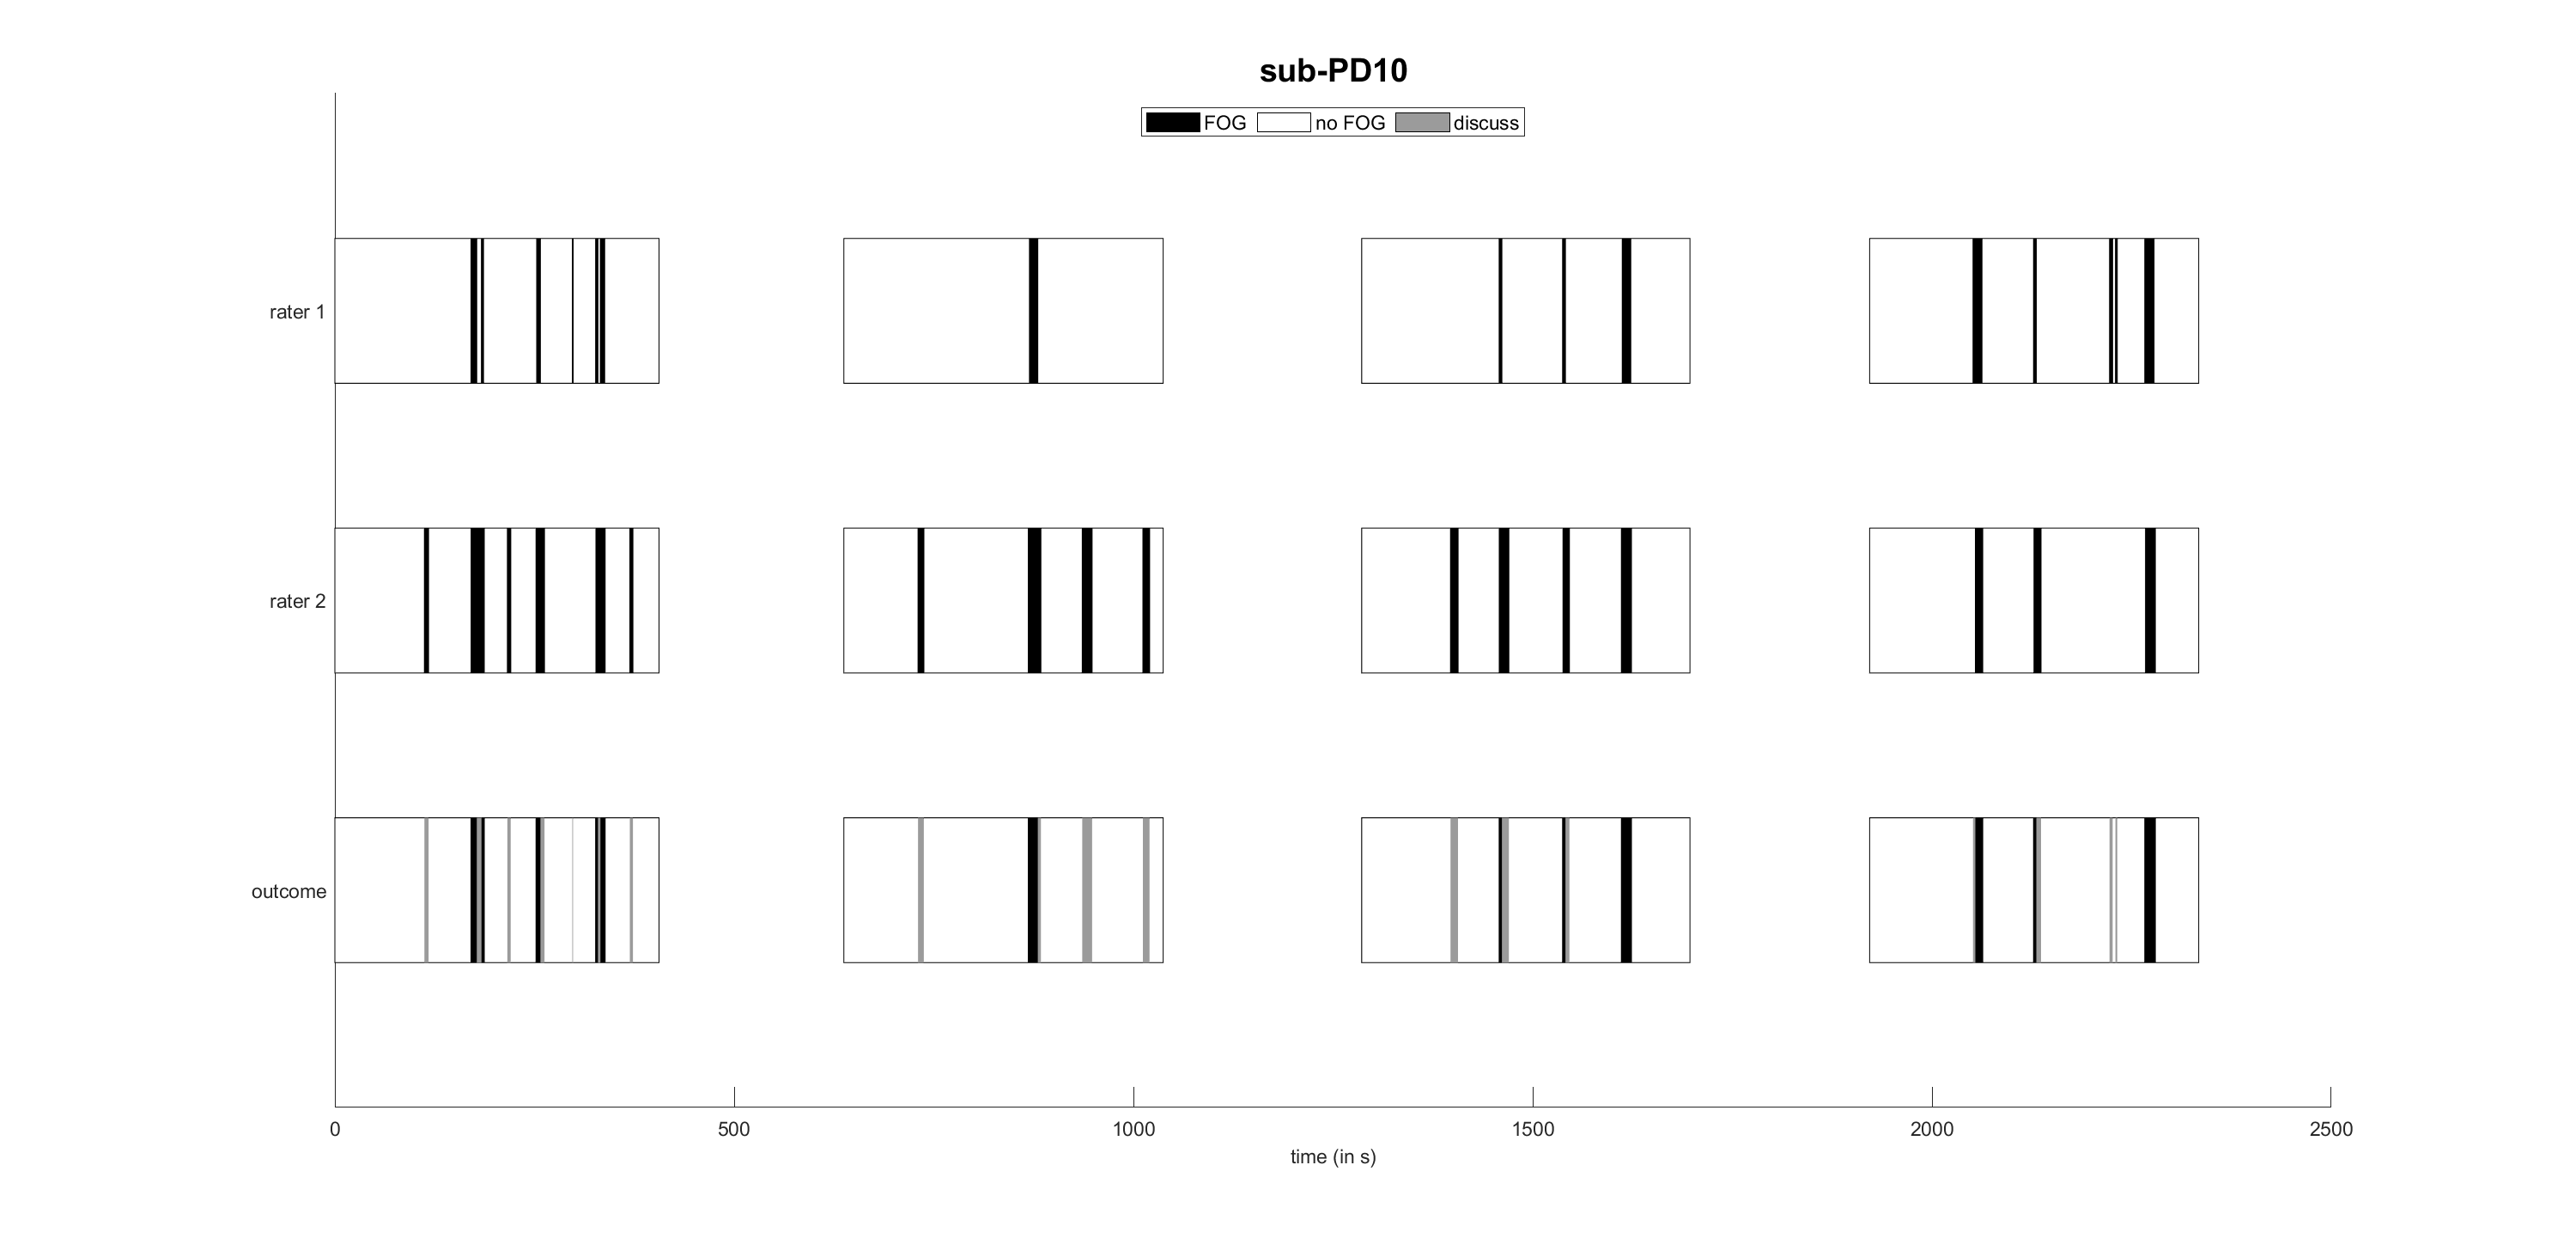 sub-PD10
FOG no FOG discuss
rater 1
rater 2
outcome
0 500 1000 1500 2000 2500
time (in s)